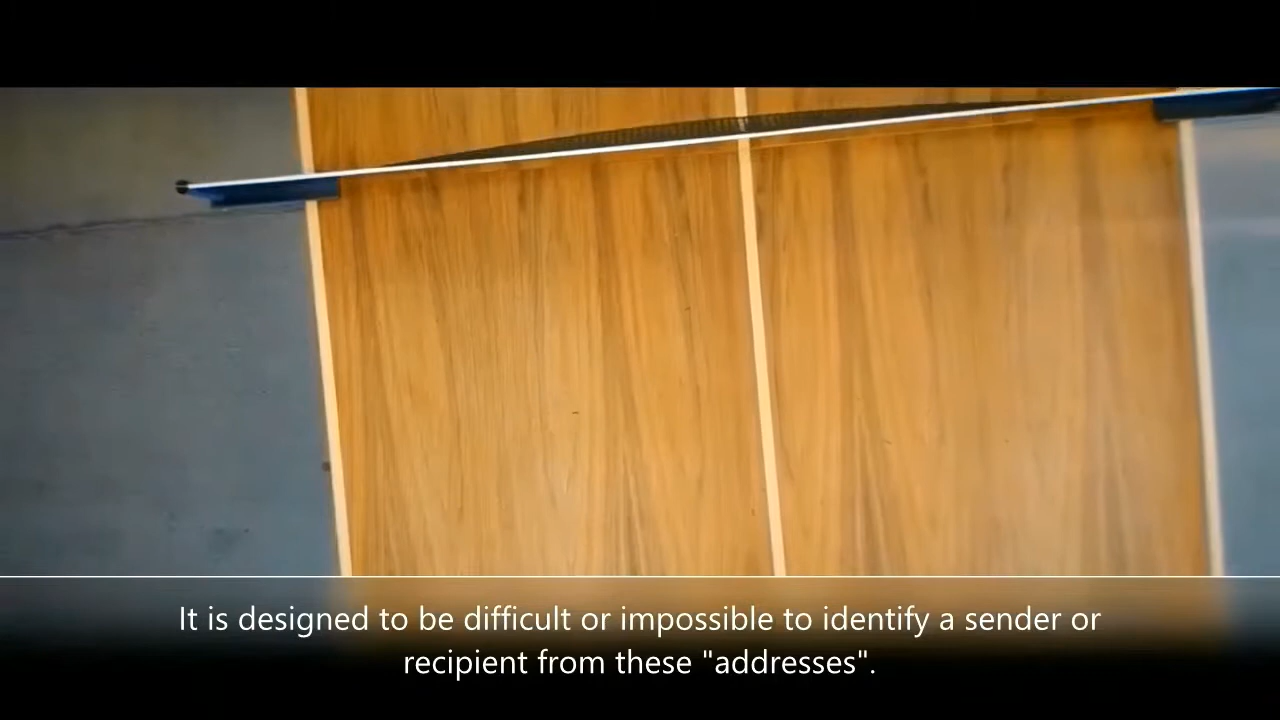 It is designed to be difficult or impossible to identify a sender or
recipient from these "addresses".